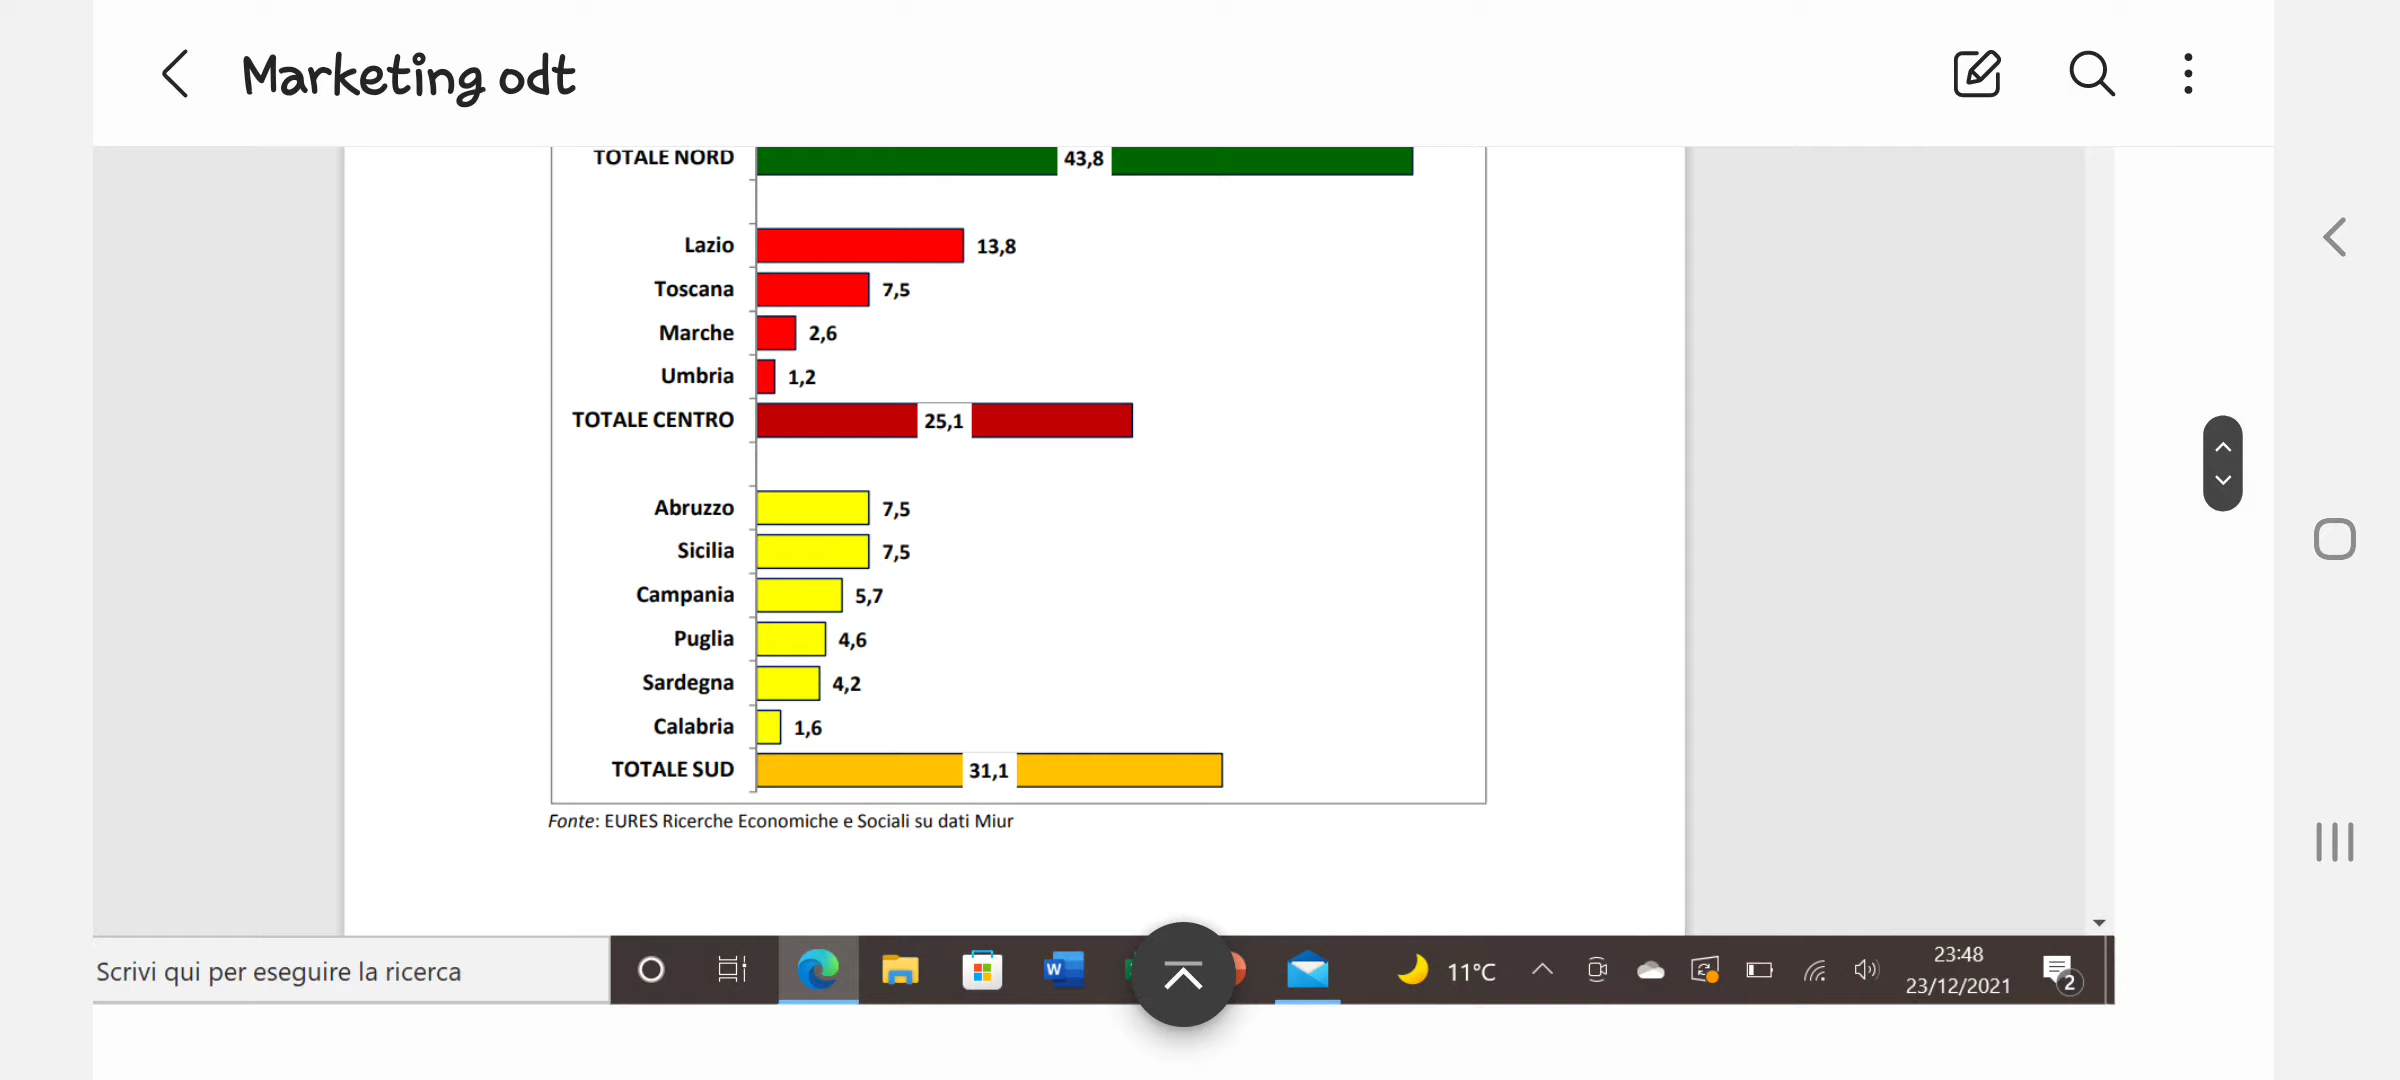 Marketing odt
TOTALE NORD 43,8
Lazio 13,8
Toscana 7,5
Marche 2,6
Umbria 1,2
TOTALE CENTRO 25,1
Abruzzo 7,5
Sicilia 7,5
Campania 5,7
Puglia 4,6
Sardegna 4,2
Calabria 1,6
TOTALE SUD 31,1
Fonte: EURES Ricerche Economiche e Sociali su dati Miur
Scrivi qui per eseguire la ricerca
W
11°C
23:48
23/12/2021
2